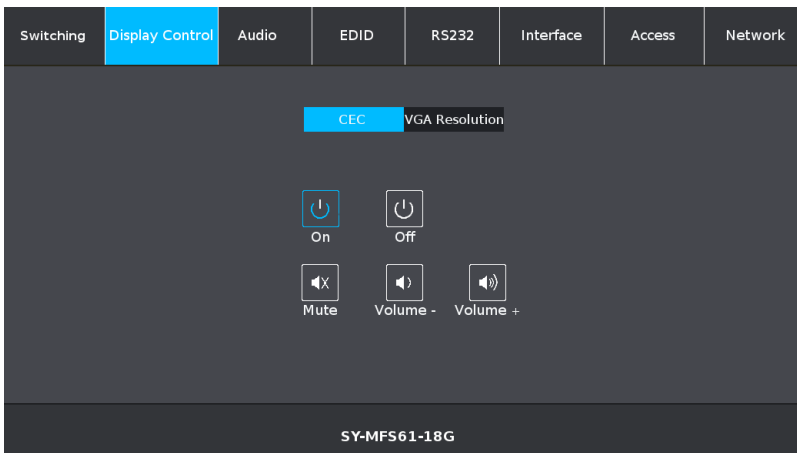 Switching Display Control Audio EDID RS232 Interface Access Network
CEC VGA Resolution
On Off
Mute Volume - Volume +
SY-MFS61-18G